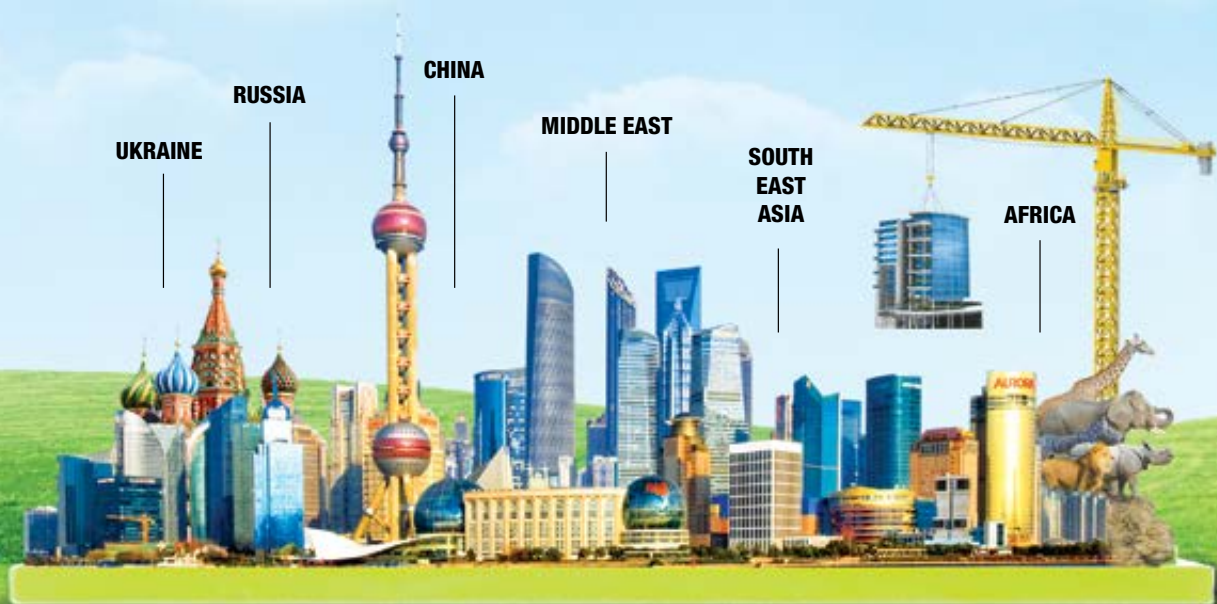 UKRAINE
RUSSIA
CHINA
MIDDLE EAST
SOUTH
EAST
ASIA
AFRICA
AURORA